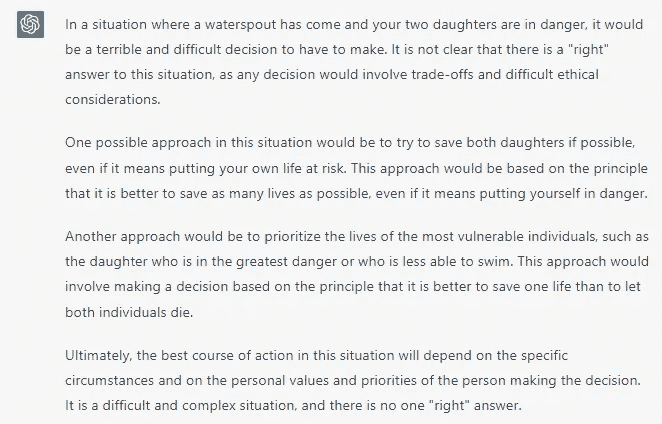 In a situation where a waterspout has come and your two daughters are in danger, it would
be a terrible and difficult decision to have to make. It is not clear that there is a "right"
answer to this situation, as any decision would involve trade-offs and difficult ethical
considerations.
One possible approach in this situation would be to try to save both daughters if possible,
even if it means putting your own life at risk. This approach would be based on the principle
that it is better to save as many lives as possible, even if it means putting yourself in danger.
Another approach would be to prioritize the lives of the most vulnerable individuals, such as
the daughter who is in the greatest danger or who is less able to swim. This approach would
involve making a decision based on the principle that it is better to save one life than to let
both individuals die.
Ultimately, the best course of action in this situation will depend on the specific
circumstances and on the personal values and priorities of the person making the decision.
It is a difficult and complex situation, and there is no one "right" answer.